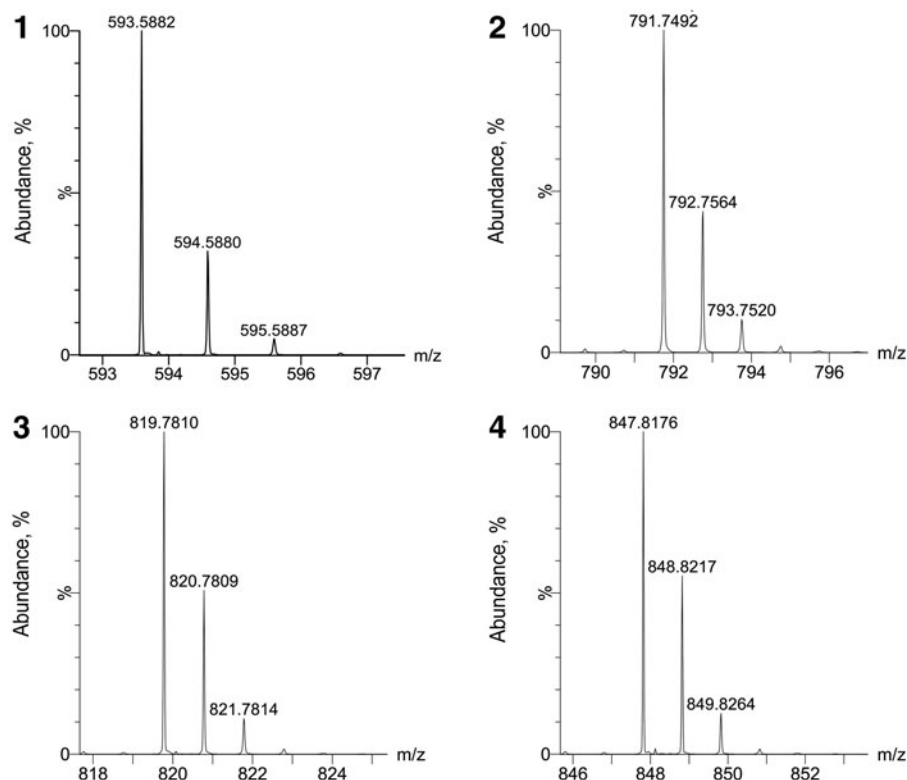 1
593.5882
100
594.5880
595.5887
0
Abundance, %
%
593 594 595 596 597
m/z
2
791.7492
100
792.7564
793.7520
0
Abundance, %
%
790 792 794 796
m/z
3
819.7810
100
820.7809
821.7814
0
Abundance, %
%
818 820 822 824
m/z
4
847.8176
100
848.8217
849.8264
0
Abundance, %
%
846 848 850 852
m/z